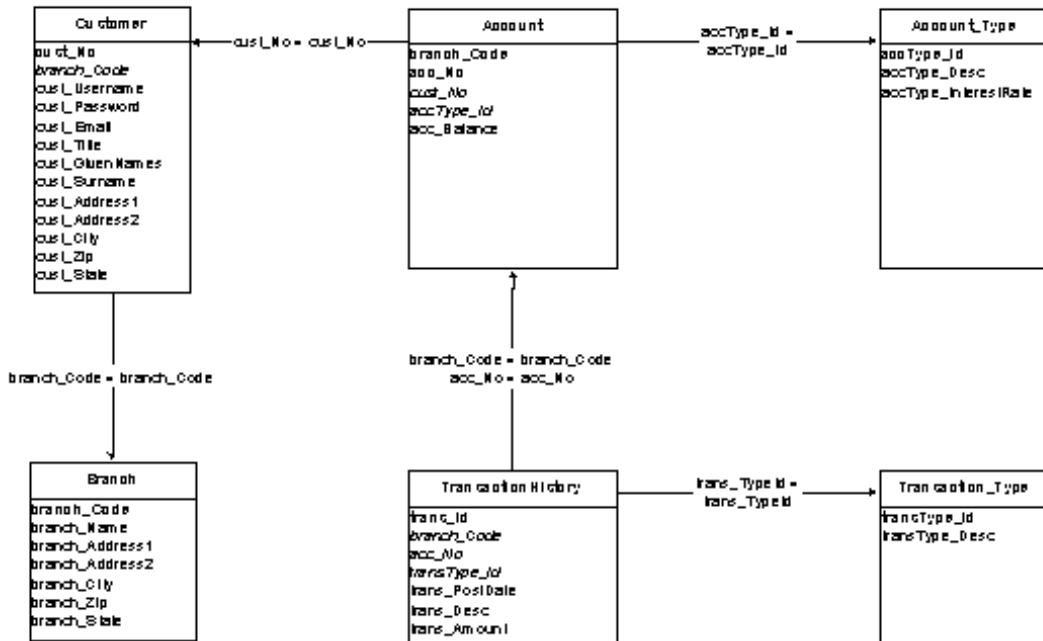 Customer
cust_No
branch_Code
cust_Username
cust_Password
cust_Email
cust_Title
cust_GivenNames
cust_Surname
cust_Address1
cust_Address2
cust_City
cust_Zip
cust_State
cust_No = cust_No
Account
branch_Code
acc_No
cust_No
accType_Id
acc_Balance
accType_Id =
accType_Id
Account_Type
accType_Id
accType_Desc
accType_InterestRate
branch_Code = branch_Code
branch_Code = branch_Code
acc_No = acc_No
Branch
branch_Code
branch_Name
branch_Address1
branch_Address2
branch_City
branch_Zip
branch_State
TransactionHistory
trans_Id
branch_Code
acc_No
transType_Id
trans_PostDate
trans_Desc
trans_Amount
trans_TypeId =
trans_TypeId
Transaction_Type
transType_Id
transType_Desc